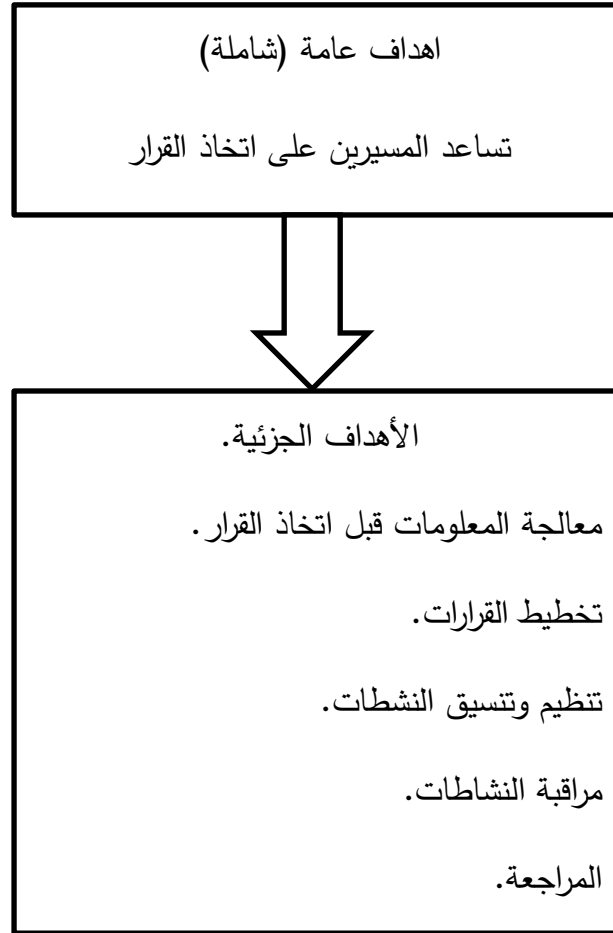 اهداف عامة (شاملة)
تساعد المسيرين على اتخاذ القرار
الأهداف الجزئية.
معالجة المعلومات قبل اتخاذ القرار.
تخطيط القرارات.
تنظيم وتنسيق النشطات.
مراقبة النشاطات.
المراجعة.